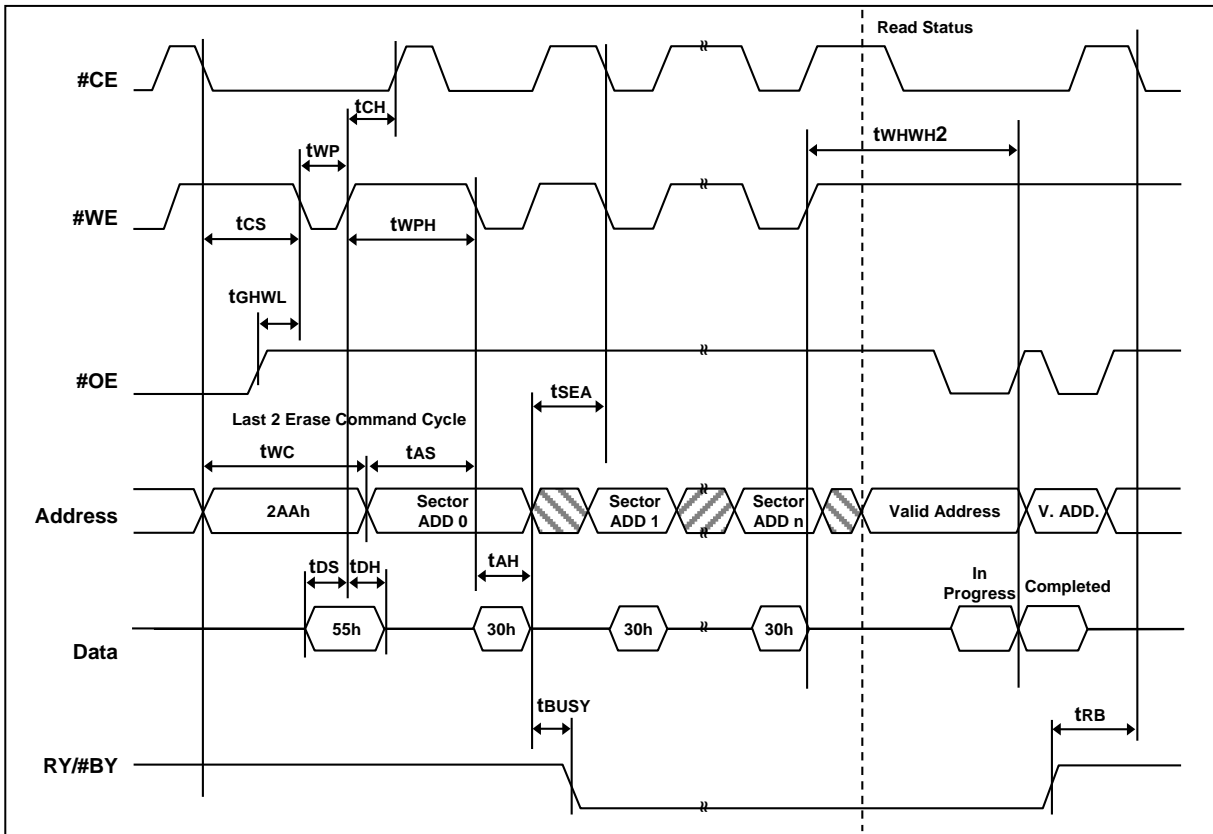 Read Status
#CE
tCH
tWHWH2
tWP
#WE
tCS
tWPH
tGHWL
#OE
tSEA
Last 2 Erase Command Cycle
tWC
tAS
Address
2AAh
Sector
ADD 0
Sector
ADD 1
Sector
ADD n
Valid Address
V. ADD.
tAH
tDS
tDH
In
Progress
Completed
Data
55h
30h
30h
30h
tBUSY
tRB
RY/#BY